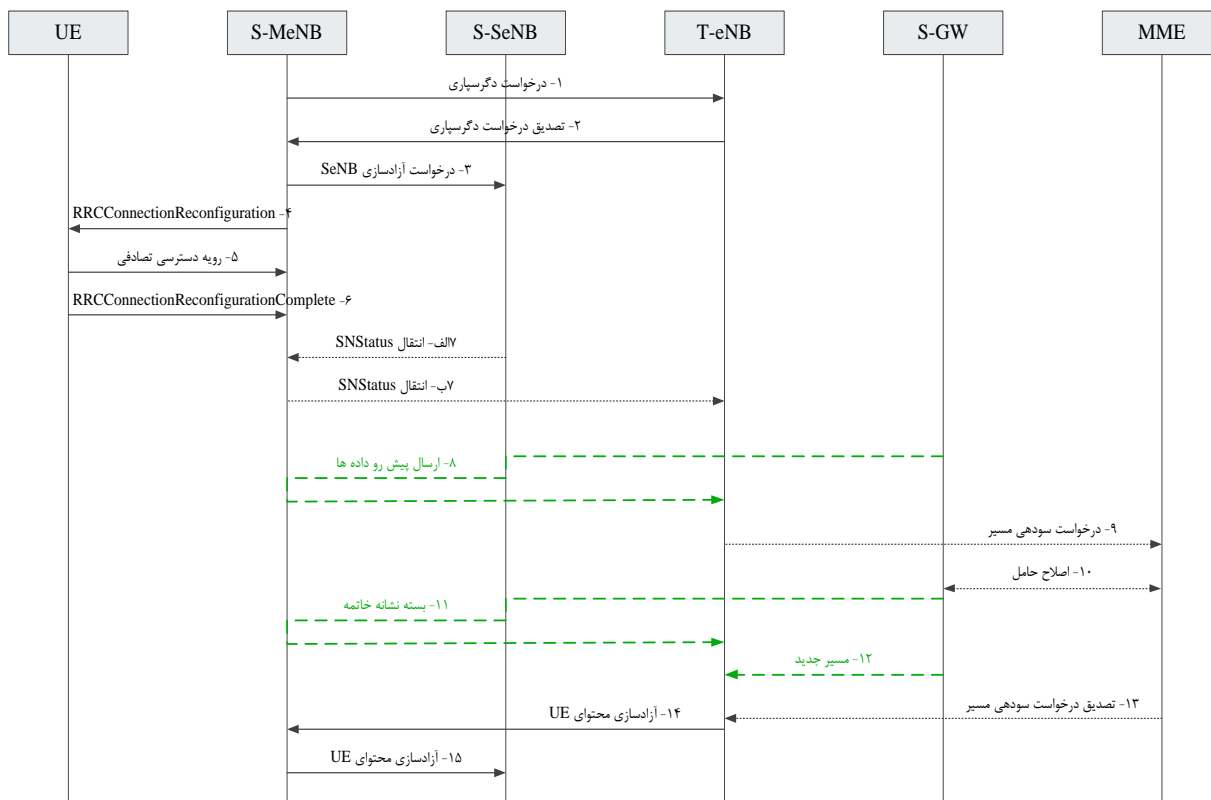 UE
S-MeNB
S-SeNB
T-eNB
S-GW
MME
۱- درخواست دگرسپاری
۲- تصدیق درخواست دگرسپاری
۳- درخواست آزادسازی SeNB
۴- RRCConnectionReconfiguration
۵- رویه دسترسی تصادفی
۶- RRCConnectionReconfigurationComplete
۷الف- انتقال SNStatus
۷ب- انتقال SNStatus
۸- ارسال پیش رو داده ها
۹- درخواست سودهی مسیر
۱۰- اصلاح حامل
۱۱- بسته نشانه خاتمه
۱۲- مسیر جدید
۱۳- تصدیق درخواست سودهی مسیر
۱۴- آزادسازی محتوای UE
۱۵- آزادسازی محتوای UE